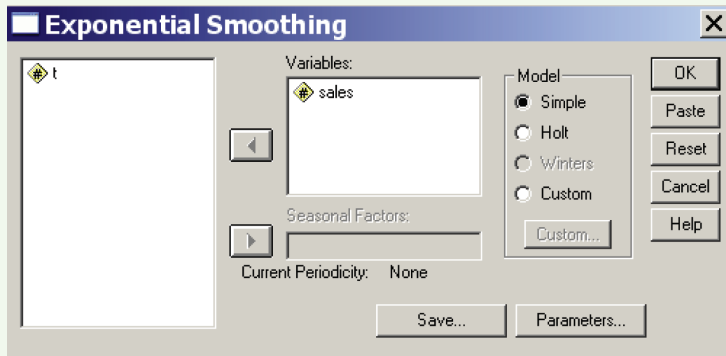 Exponential Smoothing
t
Variables:
sales
Seasonal Factors:
Current Periodicity: None
Model
Simple
Holt
Winters
Custom
Custom...
OK
Paste
Reset
Cancel
Help
Save...
Parameters...